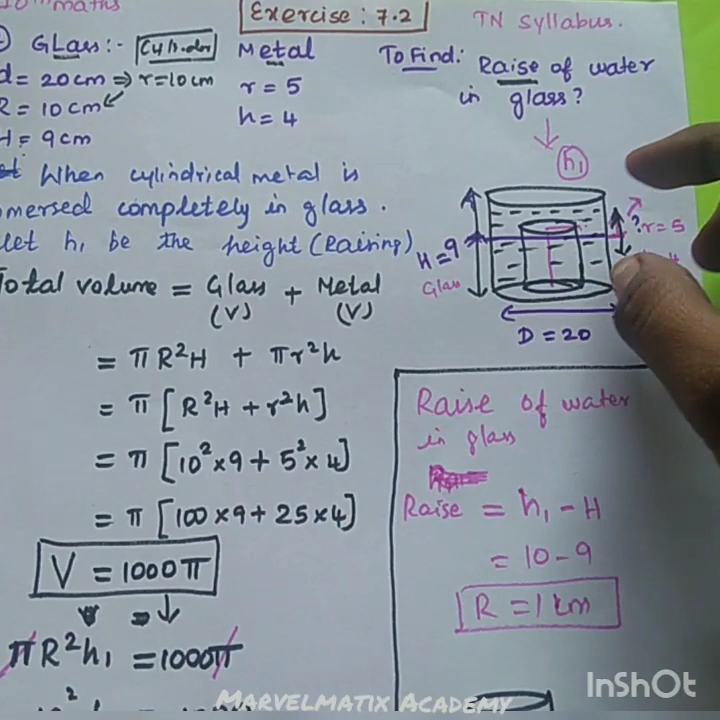 maths
Exercise : 7.2
TN Syllabus.
GLass :- Cylinder
d = 20cm ⇒ r=10cm
R = 10cm
H = 9cm
Metal
r = 5
h = 4
To Find: Raise of water
in glass?
h₁
When cylindrical metal is
mersed completely in glass.
let h₁ be the height (Raising)
H = 9
Glass
? r = 5
4
D = 20
Total volume = Glass + Metal
(V) (V)
= πR²H + πr²h
= π [R²H + r²h]
= π [10²×9 + 5²×4]
= π [100×9 + 25×4]
V = 1000π
πR²h₁ = 1000π
Raise of water
in glass
Raise = h₁ - H
= 10 - 9
R = 1cm
MARVELMATIX ACADEMY
InShOt